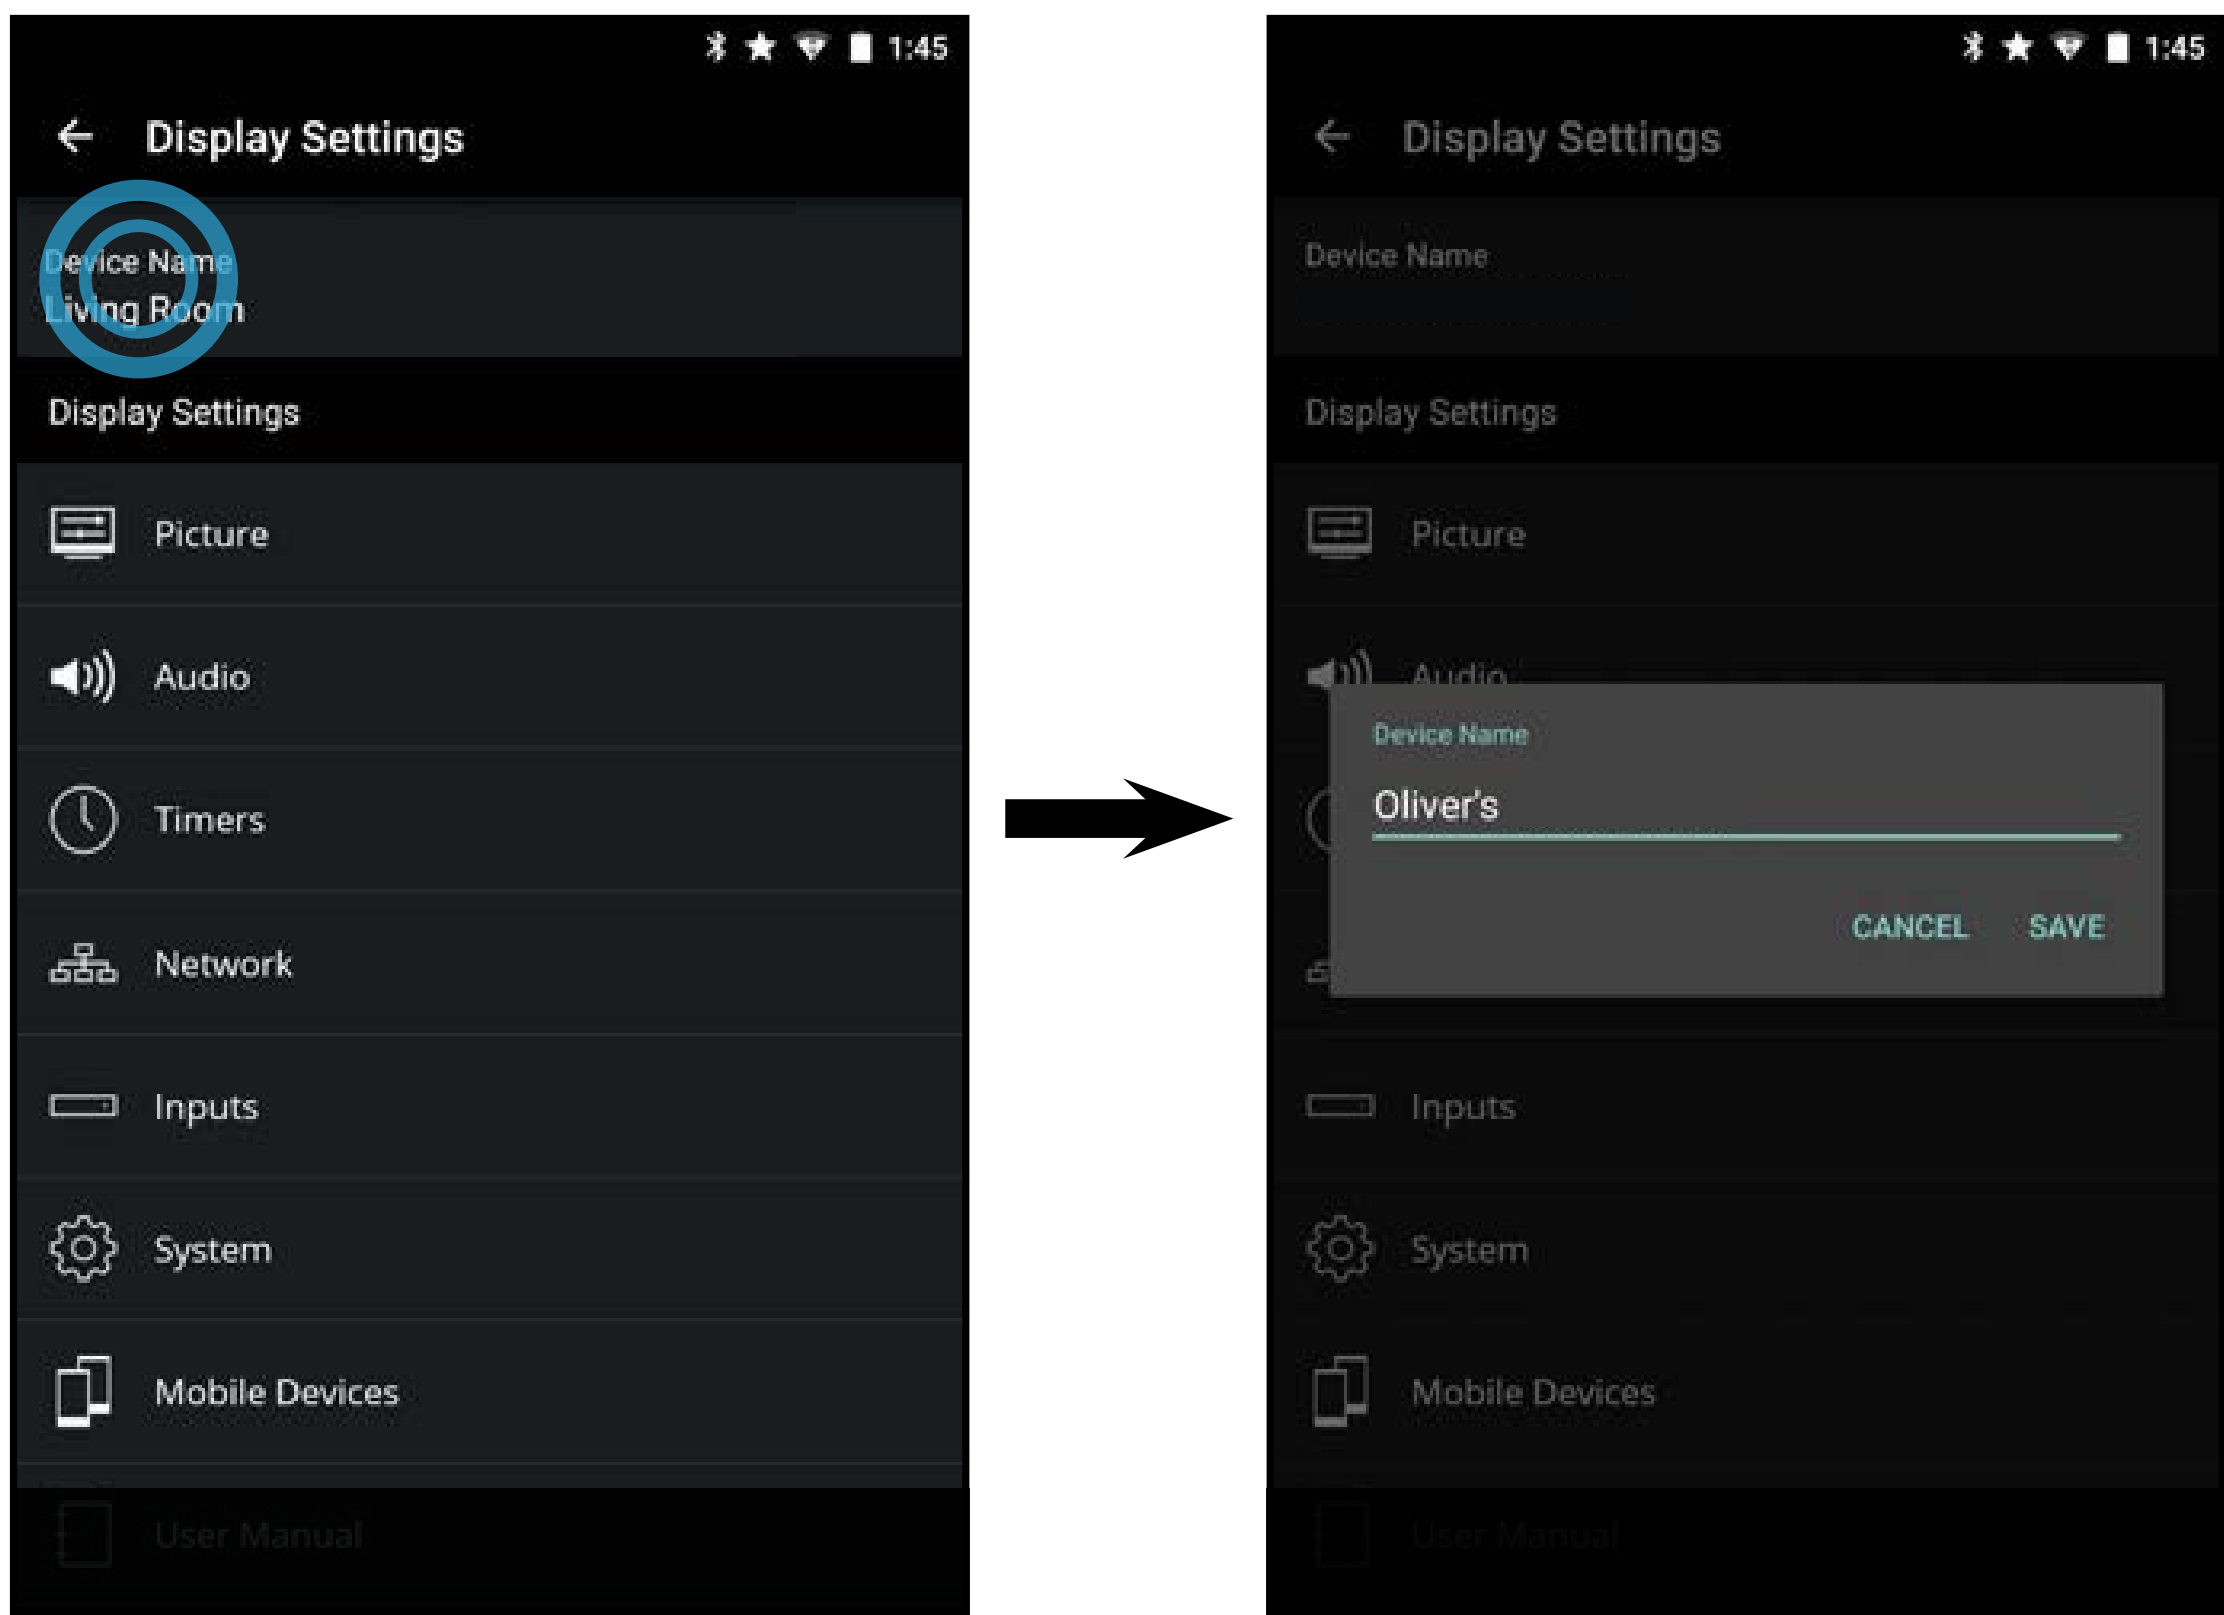 1:45
Display Settings
Device Name
Living Room
Display Settings
Picture
Audio
Timers
Network
Inputs
System
Mobile Devices
User Manual
1:45
Display Settings
Device Name
Display Settings
Picture
Audio
Device Name
Oliver's
CANCEL SAVE
Inputs
System
Mobile Devices
User Manual